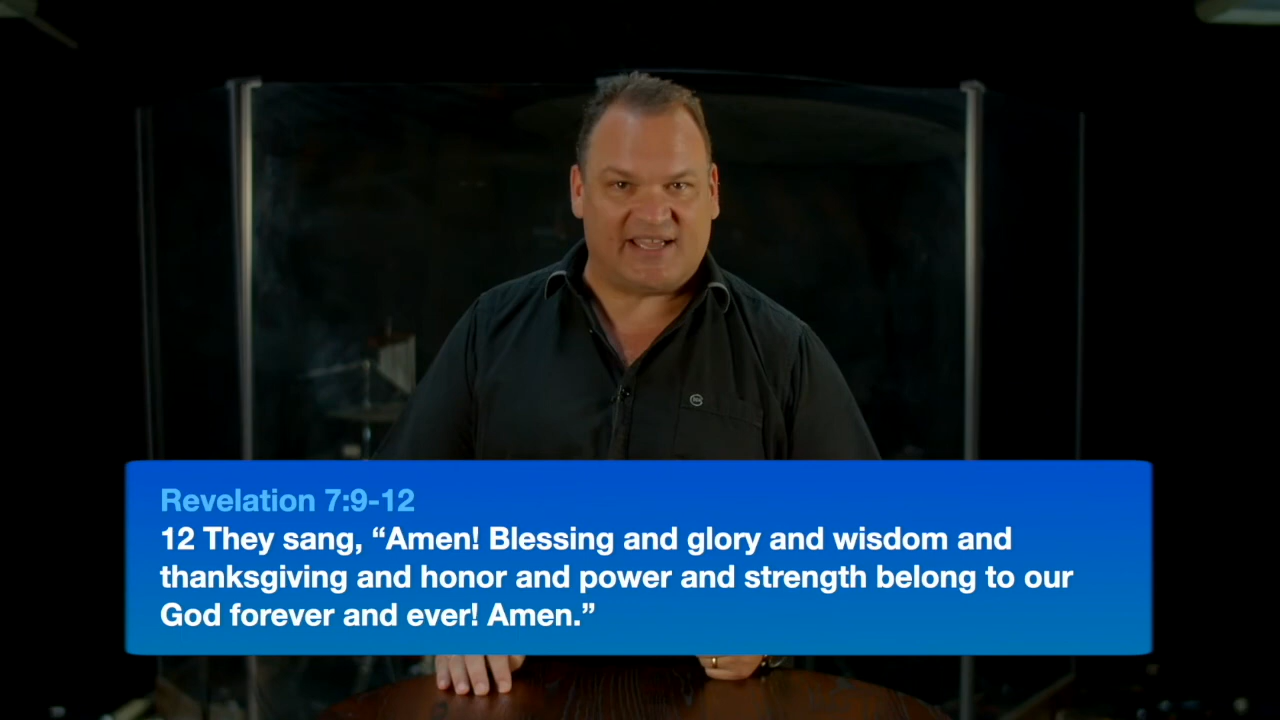 Revelation 7:9-12
12 They sang, “Amen! Blessing and glory and wisdom and
thanksgiving and honor and power and strength belong to our
God forever and ever! Amen.”